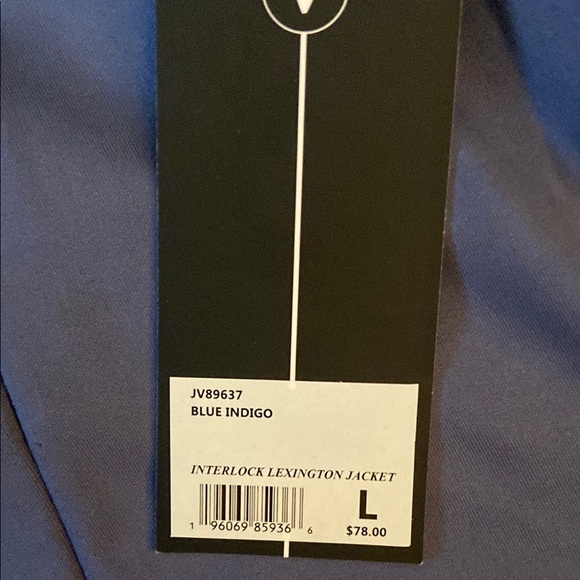 JV89637
BLUE INDIGO
INTERLOCK LEXINGTON JACKET
L
1 96069 85936 6
$78.00